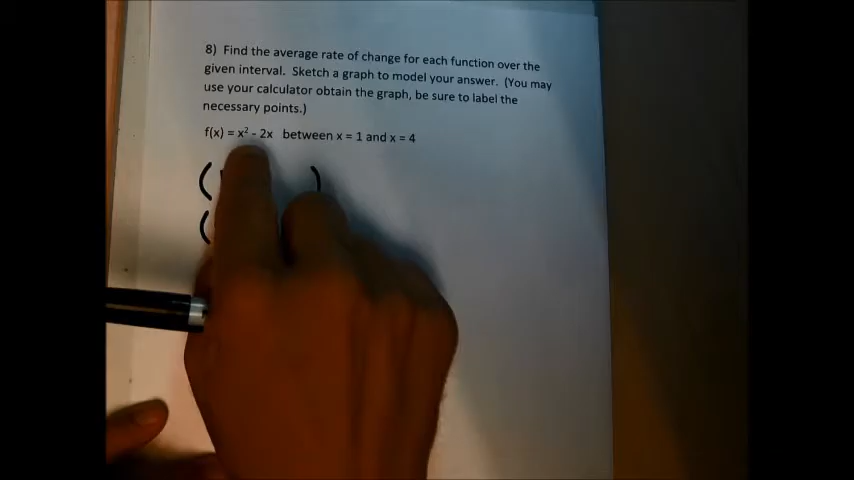 8) Find the average rate of change for each function over the
given interval. Sketch a graph to model your answer. (You may
use your calculator obtain the graph, be sure to label the
necessary points.)
f(x) = x² - 2x between x = 1 and x = 4
( )
(